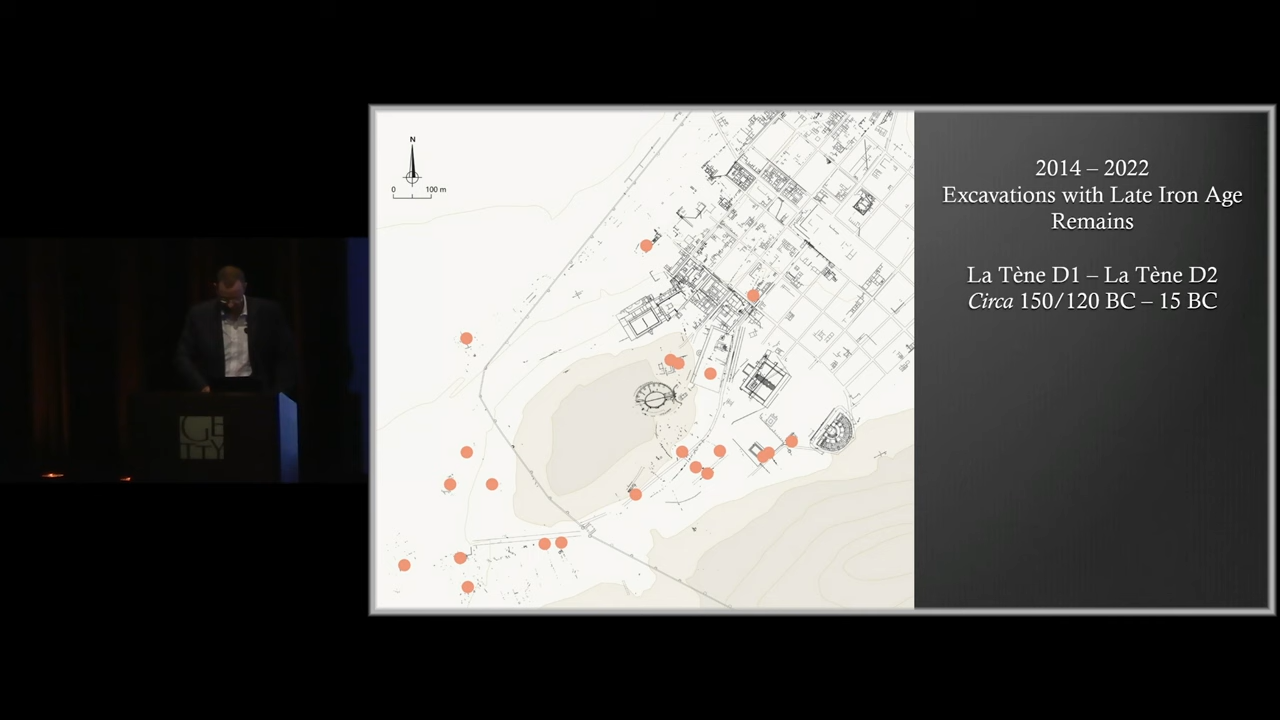 N
0 100 m
2014 – 2022
Excavations with Late Iron Age
Remains
La Tène D1 – La Tène D2
Circa 150/120 BC – 15 BC
GE